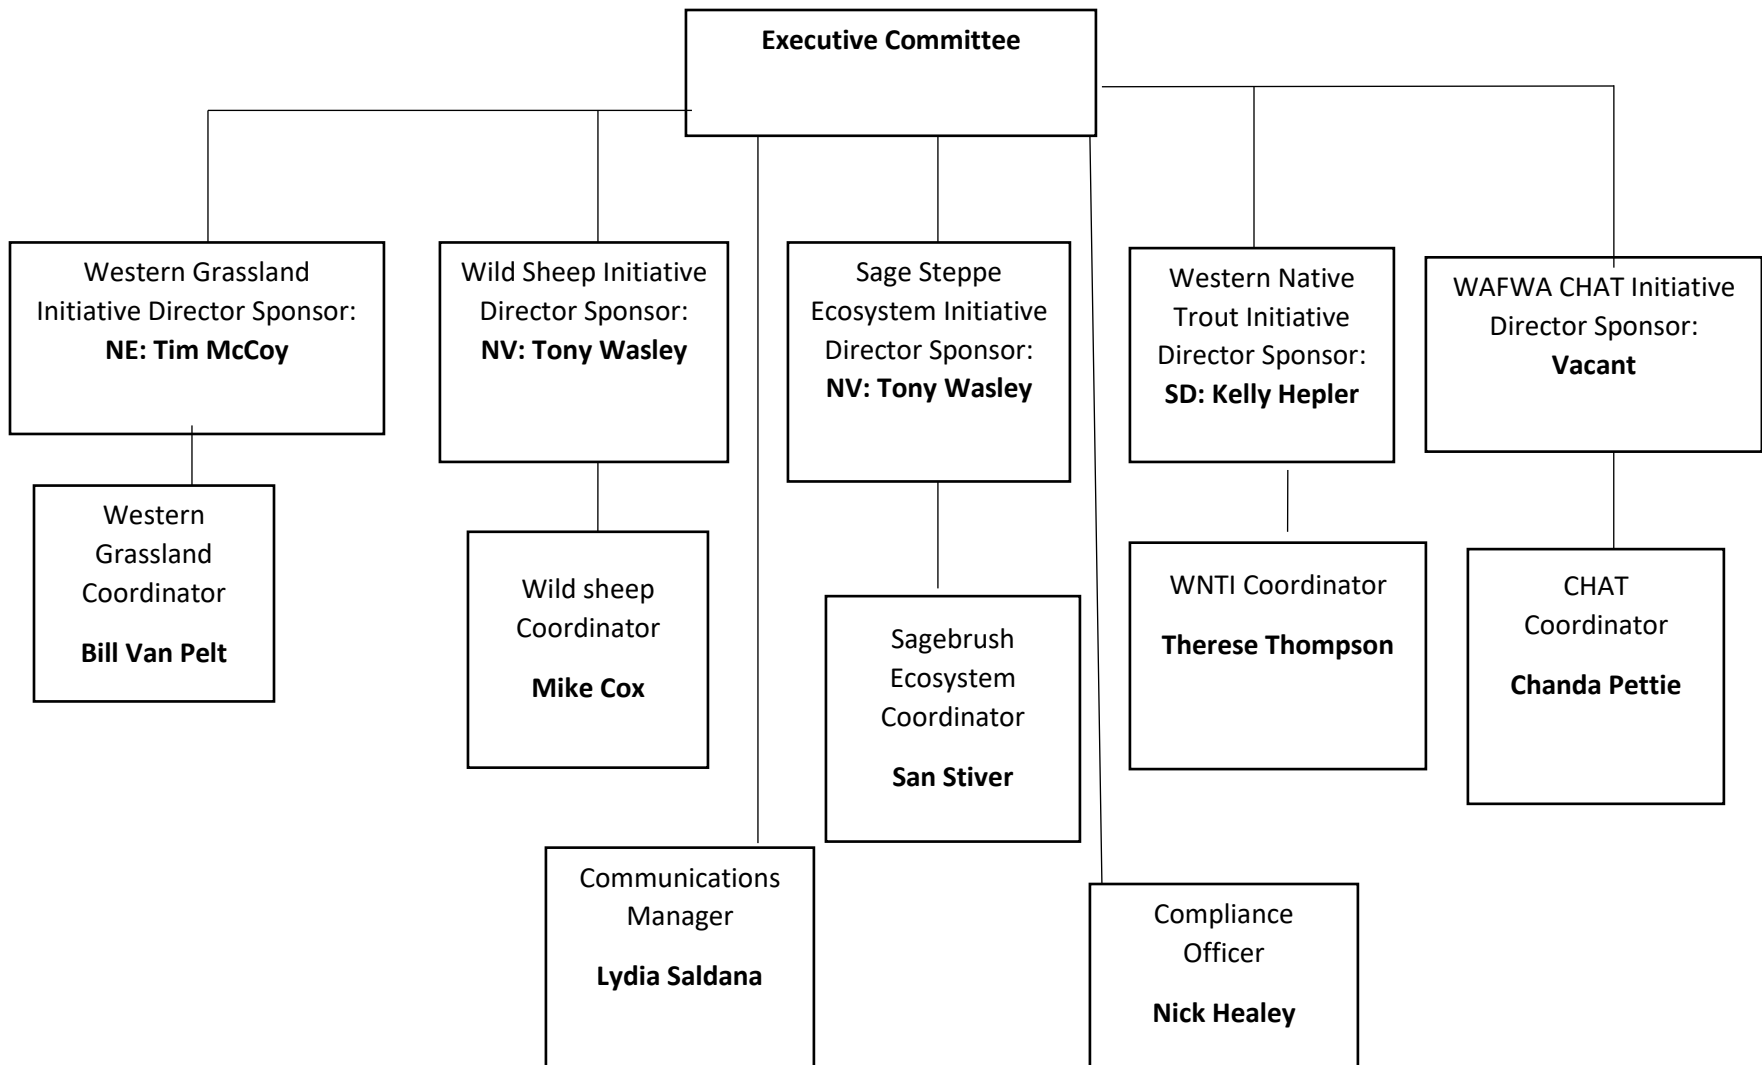 Executive Committee
Western Grassland
Initiative Director Sponsor:
NE: Tim McCoy
Wild Sheep Initiative
Director Sponsor:
NV: Tony Wasley
Sage Steppe
Ecosystem Initiative
Director Sponsor:
NV: Tony Wasley
Western Native
Trout Initiative
Director Sponsor:
SD: Kelly Hepler
WAFWA CHAT Initiative
Director Sponsor:
Vacant
Western
Grassland
Coordinator
Bill Van Pelt
Wild sheep
Coordinator
Mike Cox
Sagebrush
Ecosystem
Coordinator
San Stiver
WNTI Coordinator
Therese Thompson
CHAT
Coordinator
Chanda Pettie
Communications
Manager
Lydia Saldana
Compliance
Officer
Nick Healey